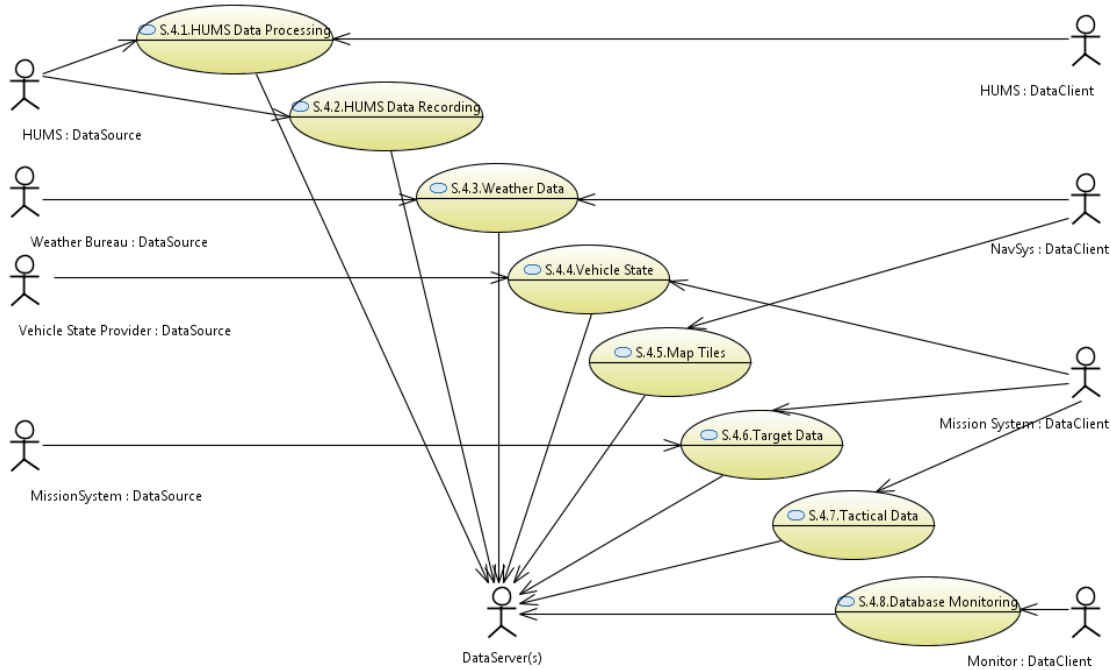 S.4.1.HUMS Data Processing
HUMS : DataClient
S.4.2.HUMS Data Recording
HUMS : DataSource
S.4.3.Weather Data
Weather Bureau : DataSource
NavSys : DataClient
S.4.4.Vehicle State
Vehicle State Provider : DataSource
S.4.5.Map Tiles
Mission System : DataClient
S.4.6.Target Data
MissionSystem : DataSource
S.4.7.Tactical Data
S.4.8.Database Monitoring
DataServer(s)
Monitor : DataClient